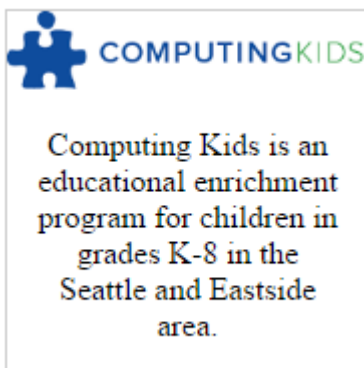 COMPUTINGKIDS
Computing Kids is an
educational enrichment
program for children in
grades K-8 in the
Seattle and Eastside
area.